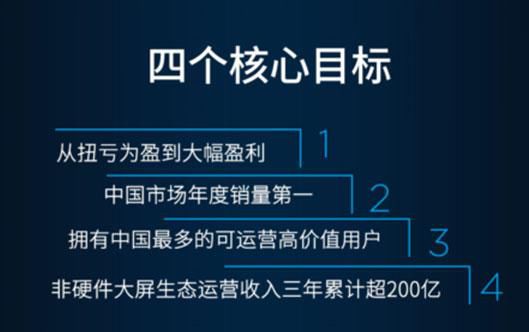 四个核心目标
从扭亏为盈到大幅盈利 1
中国市场年度销量第一 2
拥有中国最多的可运营高价值用户 3
非硬件大屏生态运营收入三年累计超200亿 4